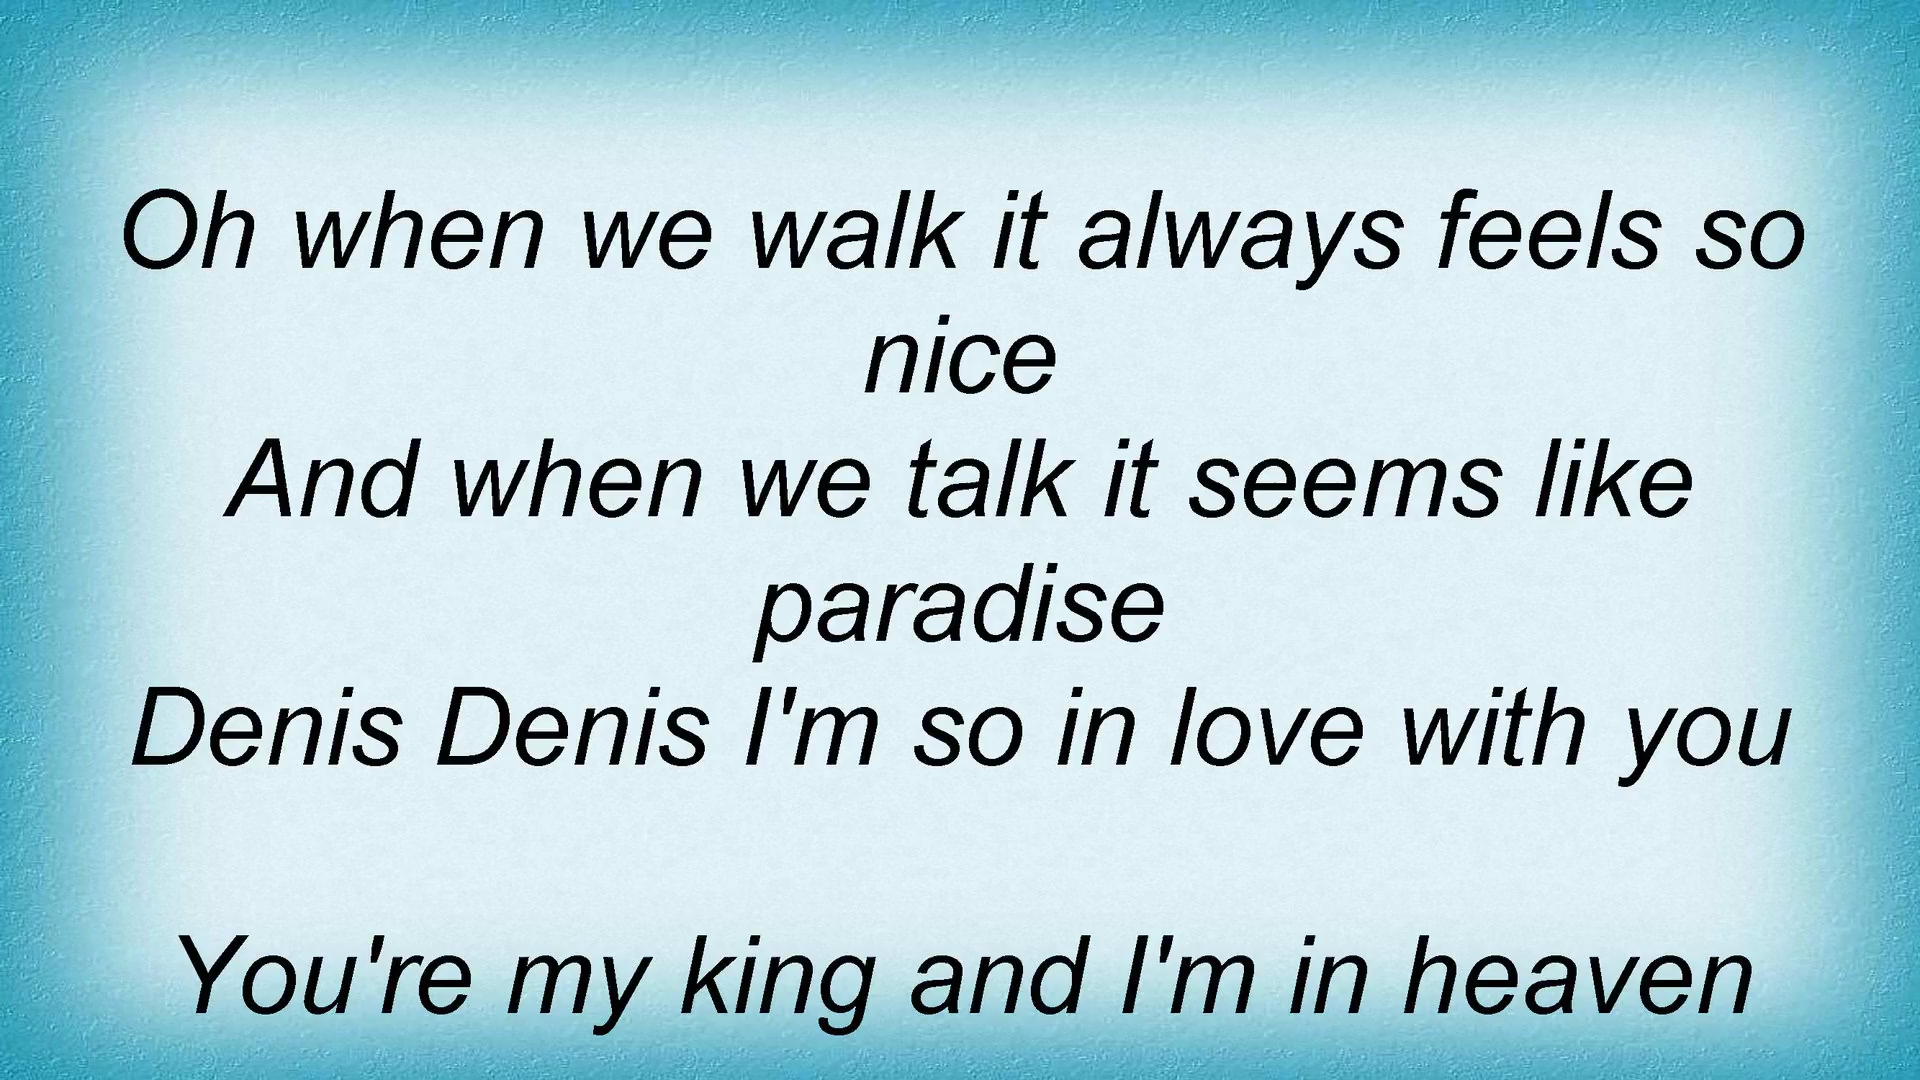 Oh when we walk it always feels so
nice
And when we talk it seems like
paradise
Denis Denis I'm so in love with you
You're my king and I'm in heaven